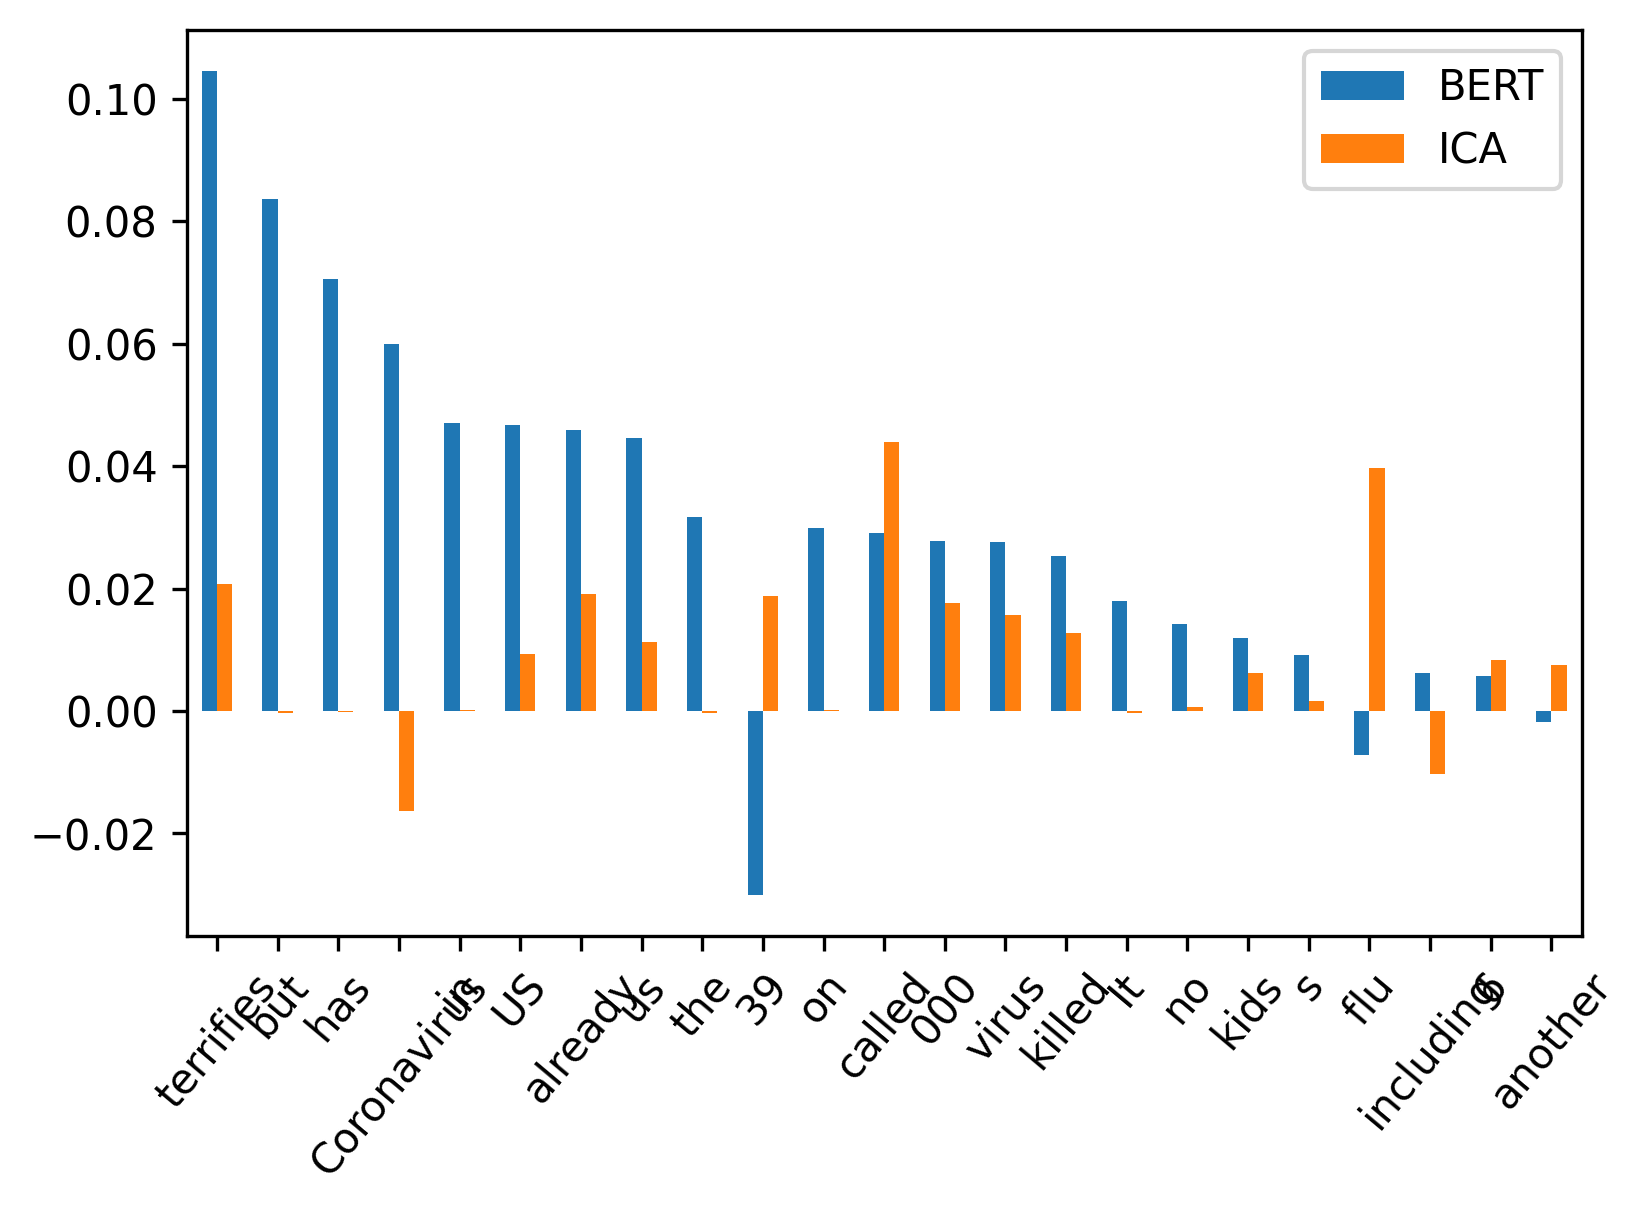 0.10
0.08
0.06
0.04
0.02
0.00
−0.02
BERT
ICA
terrifies
but
has
Coronavirus
in
US
already
us
the
39
on
called
000
virus
killed
It
no
kids
s
flu
including
6
another